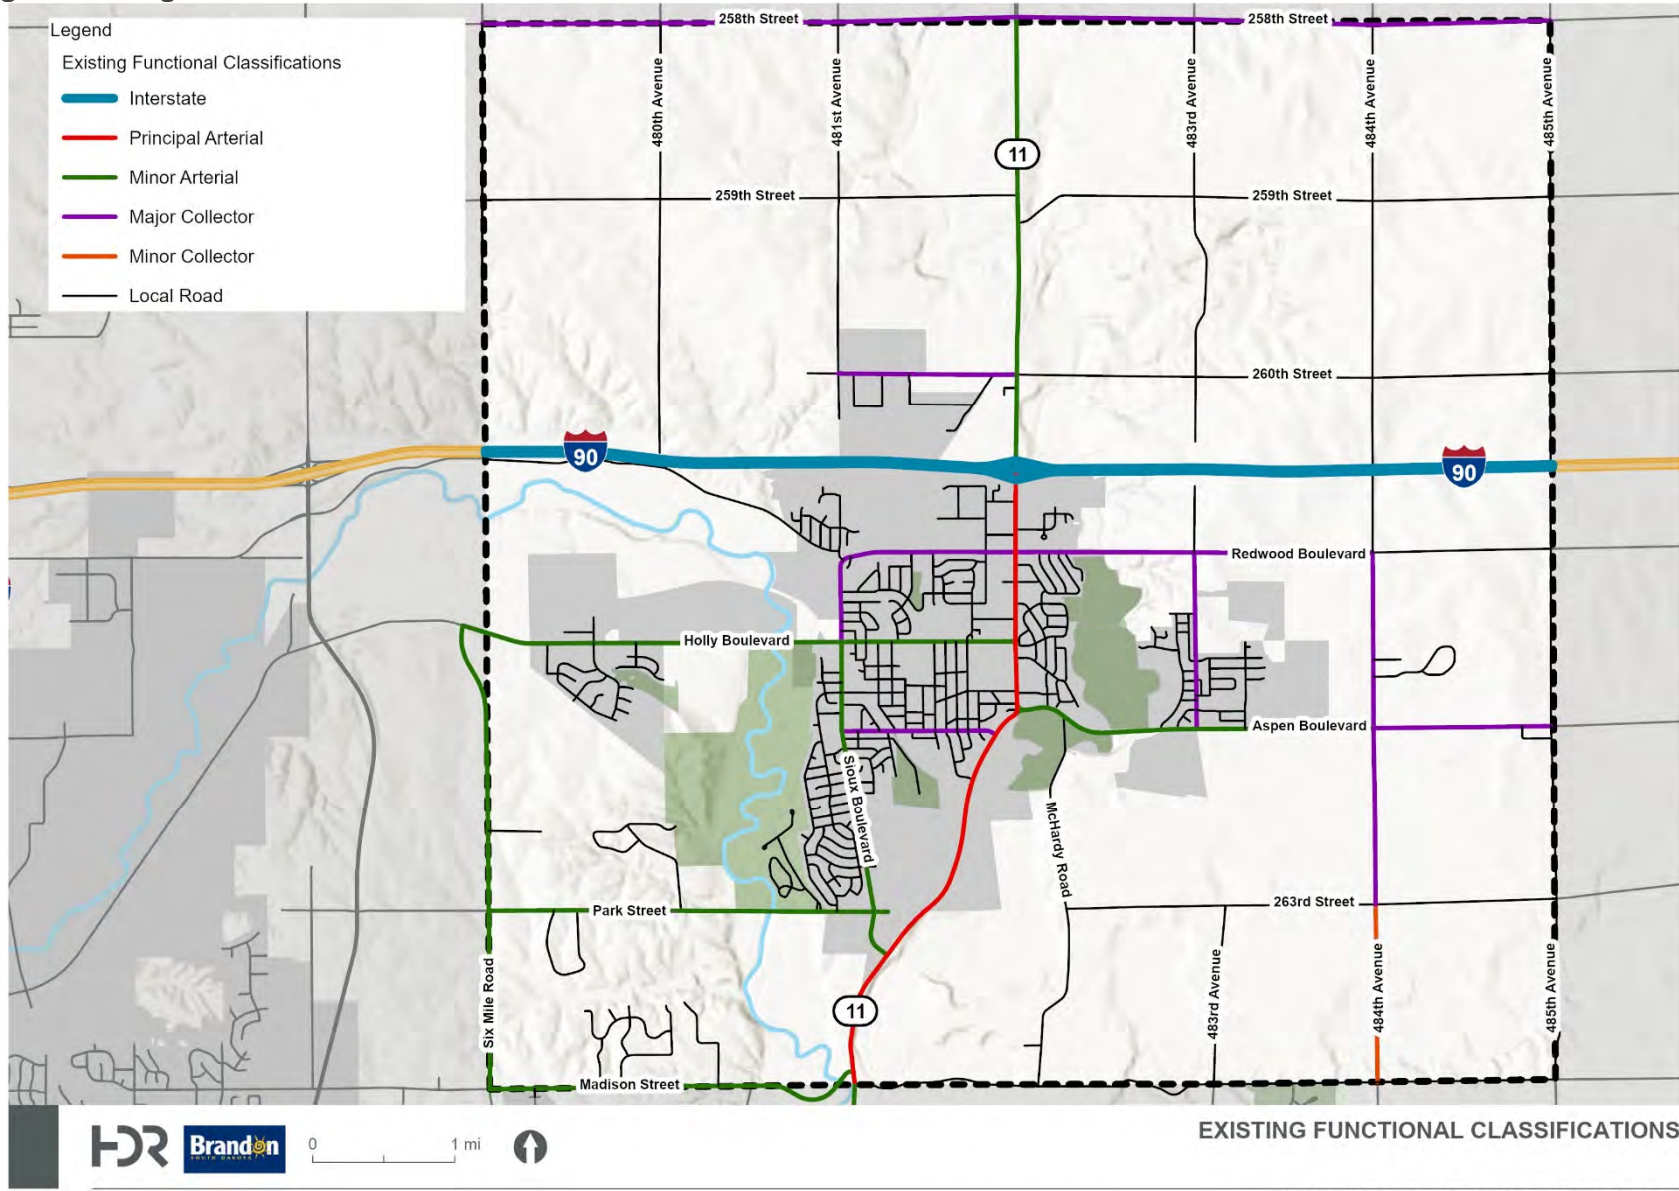 258th Street
258th Street
Legend
Existing Functional Classifications
Interstate
Principal Arterial
Minor Arterial
Major Collector
Minor Collector
Local Road
480th Avenue
481st Avenue
483rd Avenue
484th Avenue
485th Avenue
11
259th Street
259th Street
260th Street
90
90
Redwood Boulevard
Holly Boulevard
Aspen Boulevard
Sioux Boulevard
McHardy Road
263rd Street
Park Street
Six Mile Road
483rd Avenue
484th Avenue
485th Avenue
11
Madison Street
HDR
Brandon
SOUTH DAKOTA
0
1 mi
EXISTING FUNCTIONAL CLASSIFICATIONS